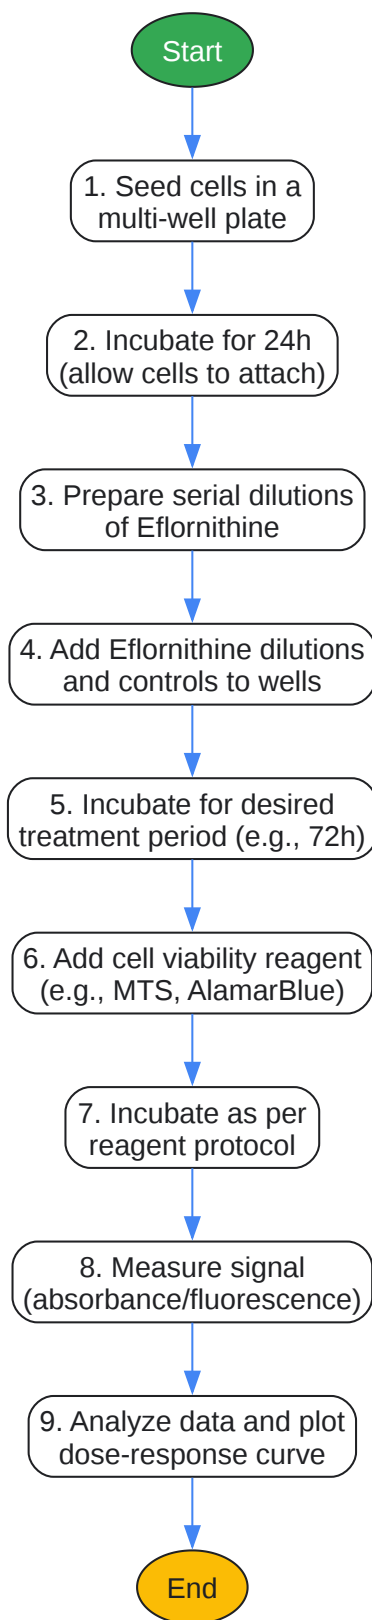 Start
1. Seed cells in a
multi-well plate
2. Incubate for 24h
(allow cells to attach)
3. Prepare serial dilutions
of Eflornithine
4. Add Eflornithine dilutions
and controls to wells
5. Incubate for desired
treatment period (e.g., 72h)
6. Add cell viability reagent
(e.g., MTS, AlamarBlue)
7. Incubate as per
reagent protocol
8. Measure signal
(absorbance/fluorescence)
9. Analyze data and plot
dose-response curve
End